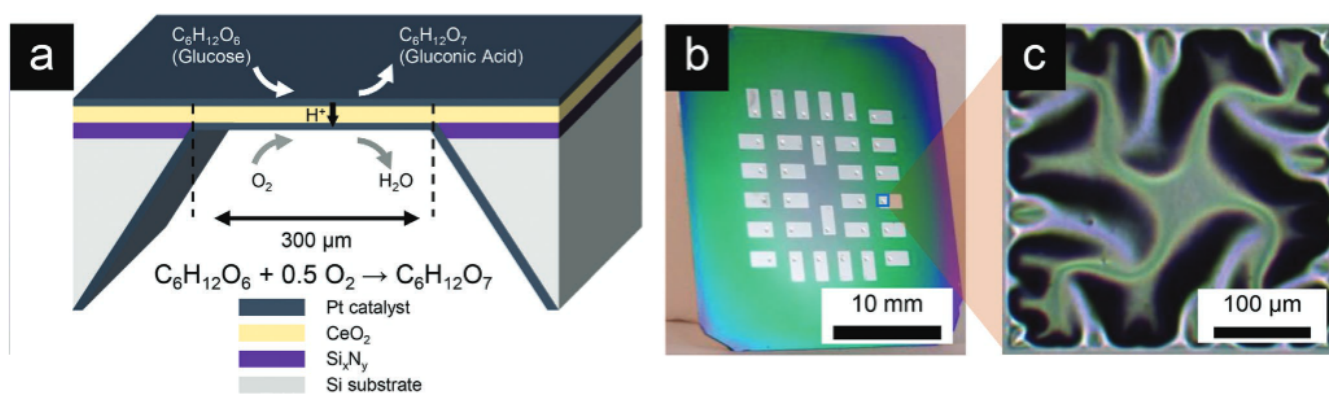 a
C₆H₁₂O₆
(Glucose)
C₆H₁₂O₇
(Gluconic Acid)
H⁺
O₂
H₂O
300 µm
C₆H₁₂O₆ + 0.5 O₂ → C₆H₁₂O₇
Pt catalyst
CeO₂
SiₓNᵧ
Si substrate
b
10 mm
c
100 µm